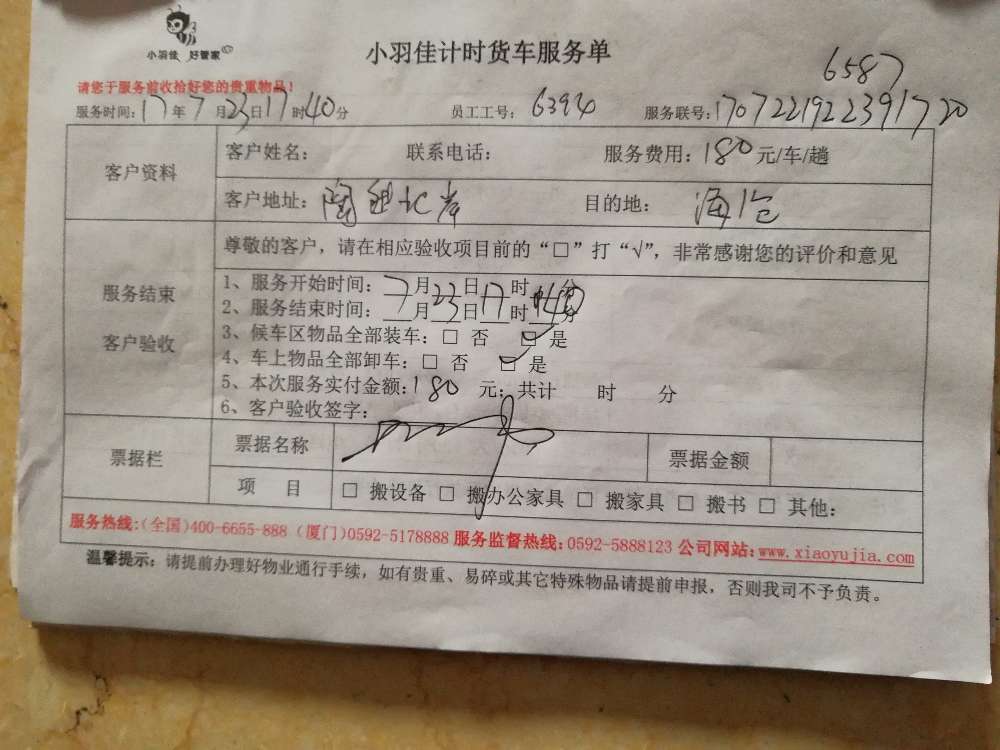 小羽佳 好管家
小羽佳计时货车服务单
6587
请您于服务前收拾好您的贵重物品！
服务时间：17年7月23日17时40分 员工工号：6394 服务联号：17072219223917720
客户资料
客户姓名： 联系电话： 服务费用：180元/车/趟
客户地址： 北岸 目的地：海沧
服务结束
客户验收
尊敬的客户，请在相应验收项目前的“□”打“√”，非常感谢您的评价和意见
1、服务开始时间：7月23日17时 分
2、服务结束时间： 月 日 时 分
3、候车区物品全部装车：□ 否 ☑ 是
4、车上物品全部卸车：□ 否 ☑ 是
5、本次服务实付金额：180 元；共计 时 分
6、客户验收签字：
票据栏
票据名称 票据金额
项 目 □ 搬设备 □ 搬办公家具 □ 搬家具 □ 搬书 □ 其他：
服务热线：(全国)400-6655-888 (厦门)0592-5178888 服务监督热线：0592-5888123 公司网站：www.xiaoyujia.com
温馨提示：请提前办理好物业通行手续，如有贵重、易碎或其它特殊物品请提前申报，否则我司不予负责。